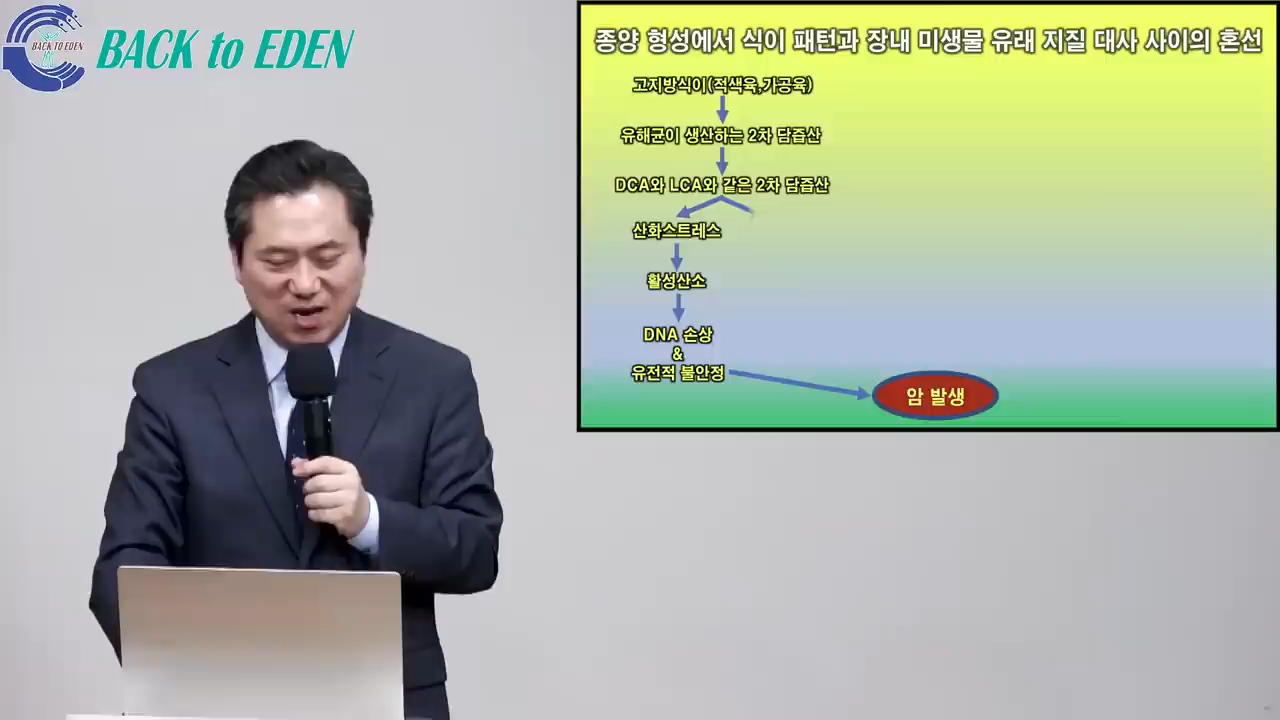 BACK TO EDEN
BACK to EDEN
종양 형성에서 식이 패턴과 장내 미생물 유래 지질 대사 사이의 혼선
고지방식이(적색육,가공육)
유해균이 생산하는 2차 담즙산
DCA와 LCA와 같은 2차 담즙산
산화스트레스
활성산소
DNA 손상
&
유전적 불안정
암 발생